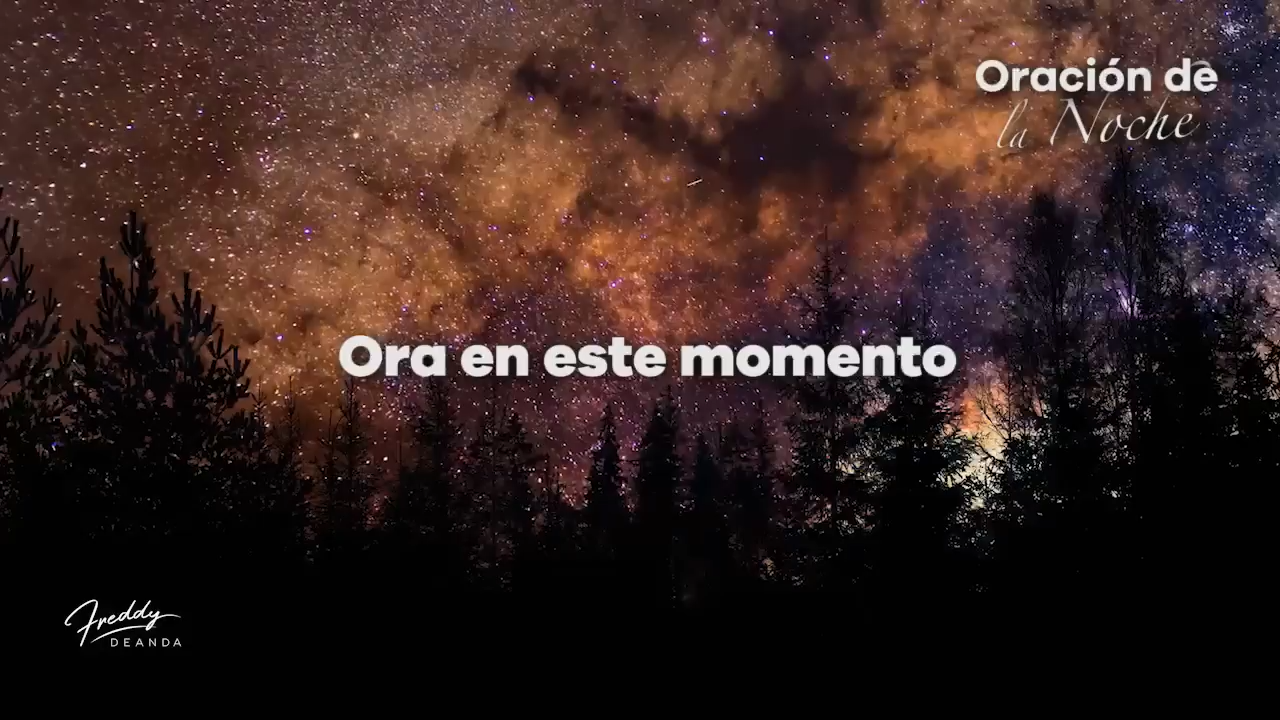 Oración de
la Noche
Ora en este momento
Freddy
DEANDA